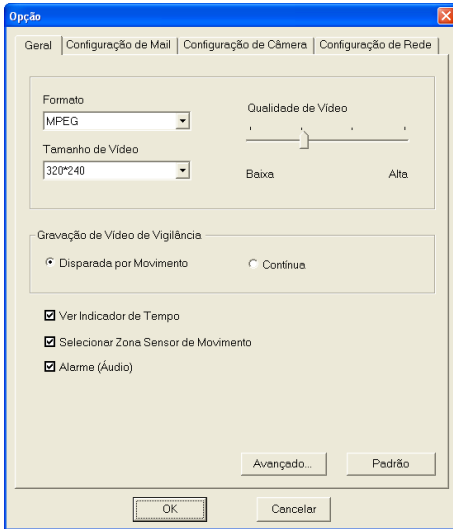 Opção
Geral Configuração de Mail Configuração de Câmera Configuração de Rede
Formato
MPEG
Qualidade de Vídeo
Tamanho de Vídeo
320*240
Baixa Alta
Gravação de Vídeo de Vigilância
Disparada por Movimento Contínua
Ver Indicador de Tempo
Selecionar Zona Sensor de Movimento
Alarme (Áudio)
Avançado... Padrão
OK Cancelar